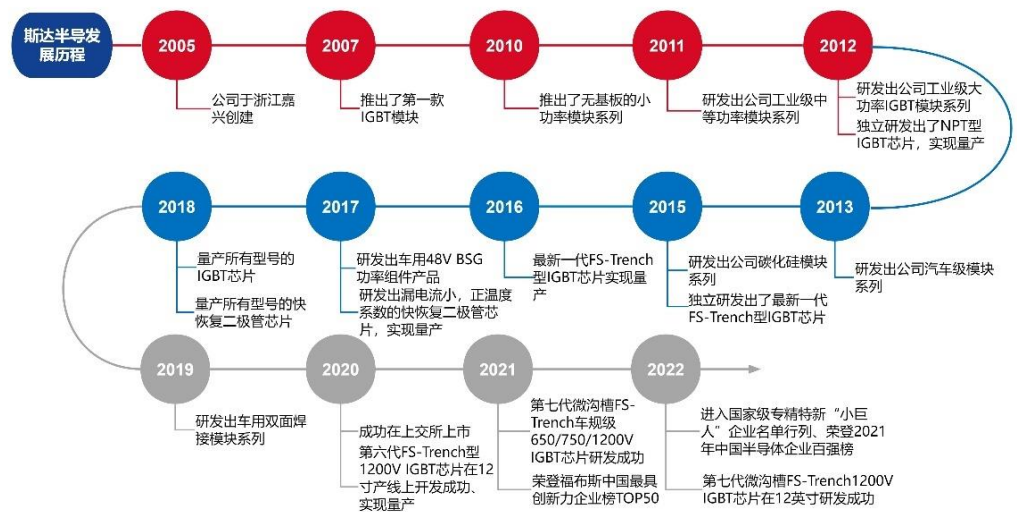 斯达半导发
展历程
2005
公司于浙江嘉
兴创建
2007
推出了第一款
IGBT模块
2010
推出了无基板的小
功率模块系列
2011
研发出公司工业级中
等功率模块系列
2012
研发出公司工业级大
功率IGBT模块系列
独立研发出了NPT型
IGBT芯片，实现量产
2018
量产所有型号的
IGBT芯片
量产所有型号的快
恢复二极管芯片
2017
研发出车用48V BSG
功率组件产品
研发出漏电流小，正温度
系数的快恢复二极管芯
片，实现量产
2016
最新一代FS-Trench
型IGBT芯片实现量
产
2015
研发出公司碳化硅模块
系列
独立研发出了最新一代
FS-Trench型IGBT芯片
2013
研发出公司汽车级模块
系列
2019
研发出车用双面焊
接模块系列
2020
成功在上交所上市
第六代FS-Trench型
1200V IGBT芯片在12
寸产线上开发成功、
实现量产
2021
第七代微沟槽FS-
Trench车规级
650/750/1200V
IGBT芯片研发成功
荣登福布斯中国最具
创新力企业榜TOP50
2022
进入国家级专精特新“小巨
人”企业名单行列、荣登2021
年中国半导体企业百强榜
第七代微沟槽FS-Trench1200V
IGBT芯片在12英寸研发成功